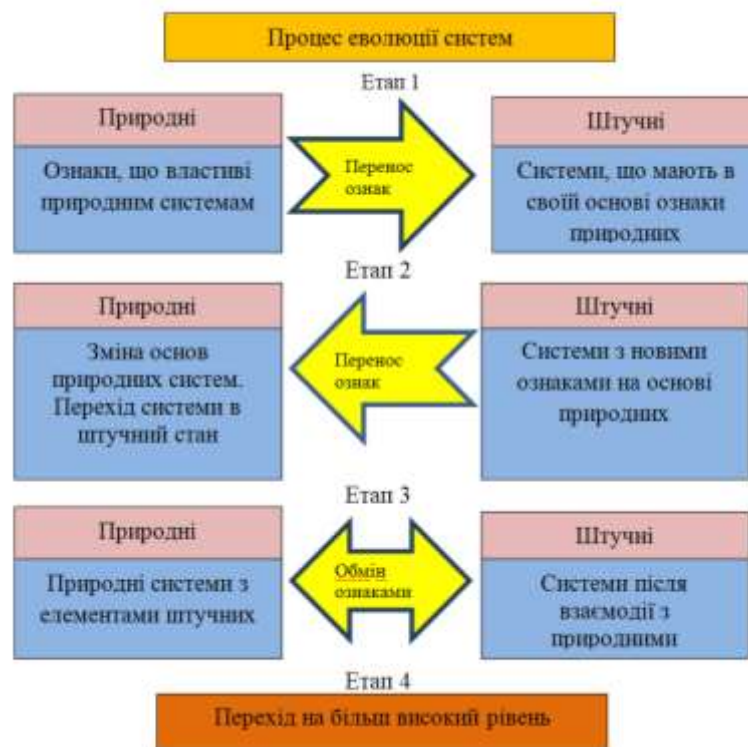 Процес еволюції систем
Етап 1
Природні
Ознаки, що властиві
природним системам
Перенос
ознак
Штучні
Системи, що мають в
своїй основі ознаки
природних
Етап 2
Природні
Зміна основ
природних систем.
Перехід системи в
штучний стан
Перенос
ознак
Штучні
Системи з новими
ознаками на основі
природних
Етап 3
Природні
Природні системи з
елементами штучних
Обмін
ознаками
Штучні
Системи після
взаємодії з
природними
Етап 4
Перехід на більш високий рівень